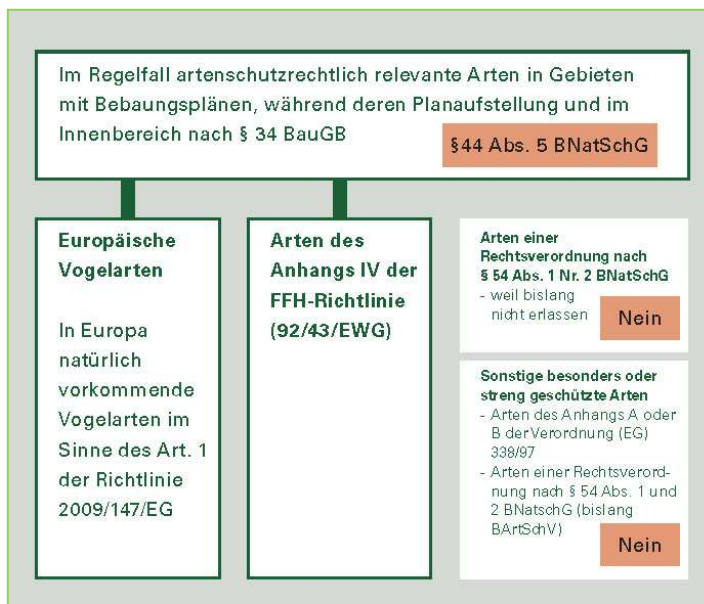 Im Regelfall artenschutzrechtlich relevante Arten in Gebieten
mit Bebaungsplänen, während deren Planaufstellung und im
Innenbereich nach § 34 BauGB
§44 Abs. 5 BNatSchG
Europäische
Vogelarten
In Europa
natürlich
vorkommende
Vogelarten im
Sinne des Art. 1
der Richtlinie
2009/147/EG
Arten des
Anhangs IV der
FFH-Richtlinie
(92/43/EWG)
Arten einer
Rechtsverordnung nach
§ 54 Abs. 1 Nr. 2 BNatSchG
- weil bislang
nicht erlassen
Nein
Sonstige besonders oder
streng geschützte Arten
- Arten des Anhangs A oder
B der Verordnung (EG)
338/97
- Arten einer Rechtsverord-
nung nach § 54 Abs. 1 und
2 BNatschG (bislang
BArtSchV)
Nein